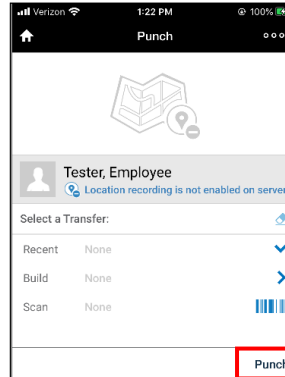 Verizon 1:22 PM 100%
Punch
Tester, Employee
Location recording is not enabled on server
Select a Transfer:
Recent None
Build None
Scan None
Punch